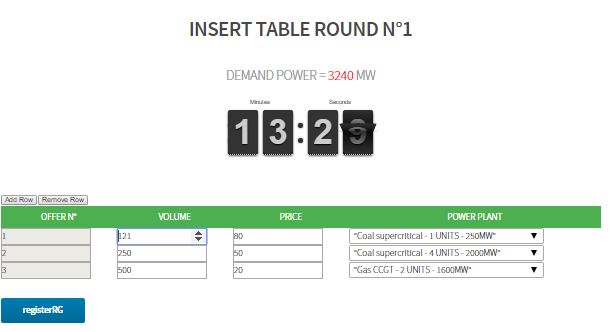 INSERT TABLE ROUND N°1
DEMAND POWER = 3240 MW
Minutes Seconds
13:2
Add Row Remove Row
OFFER N° VOLUME PRICE POWER PLANT
1 121 80 "Coal supercritical - 1 UNITS - 250MW"
2 250 50 "Coal supercritical - 4 UNITS - 2000MW"
3 500 20 "Gas CCGT - 2 UNITS - 1600MW"
registerRG